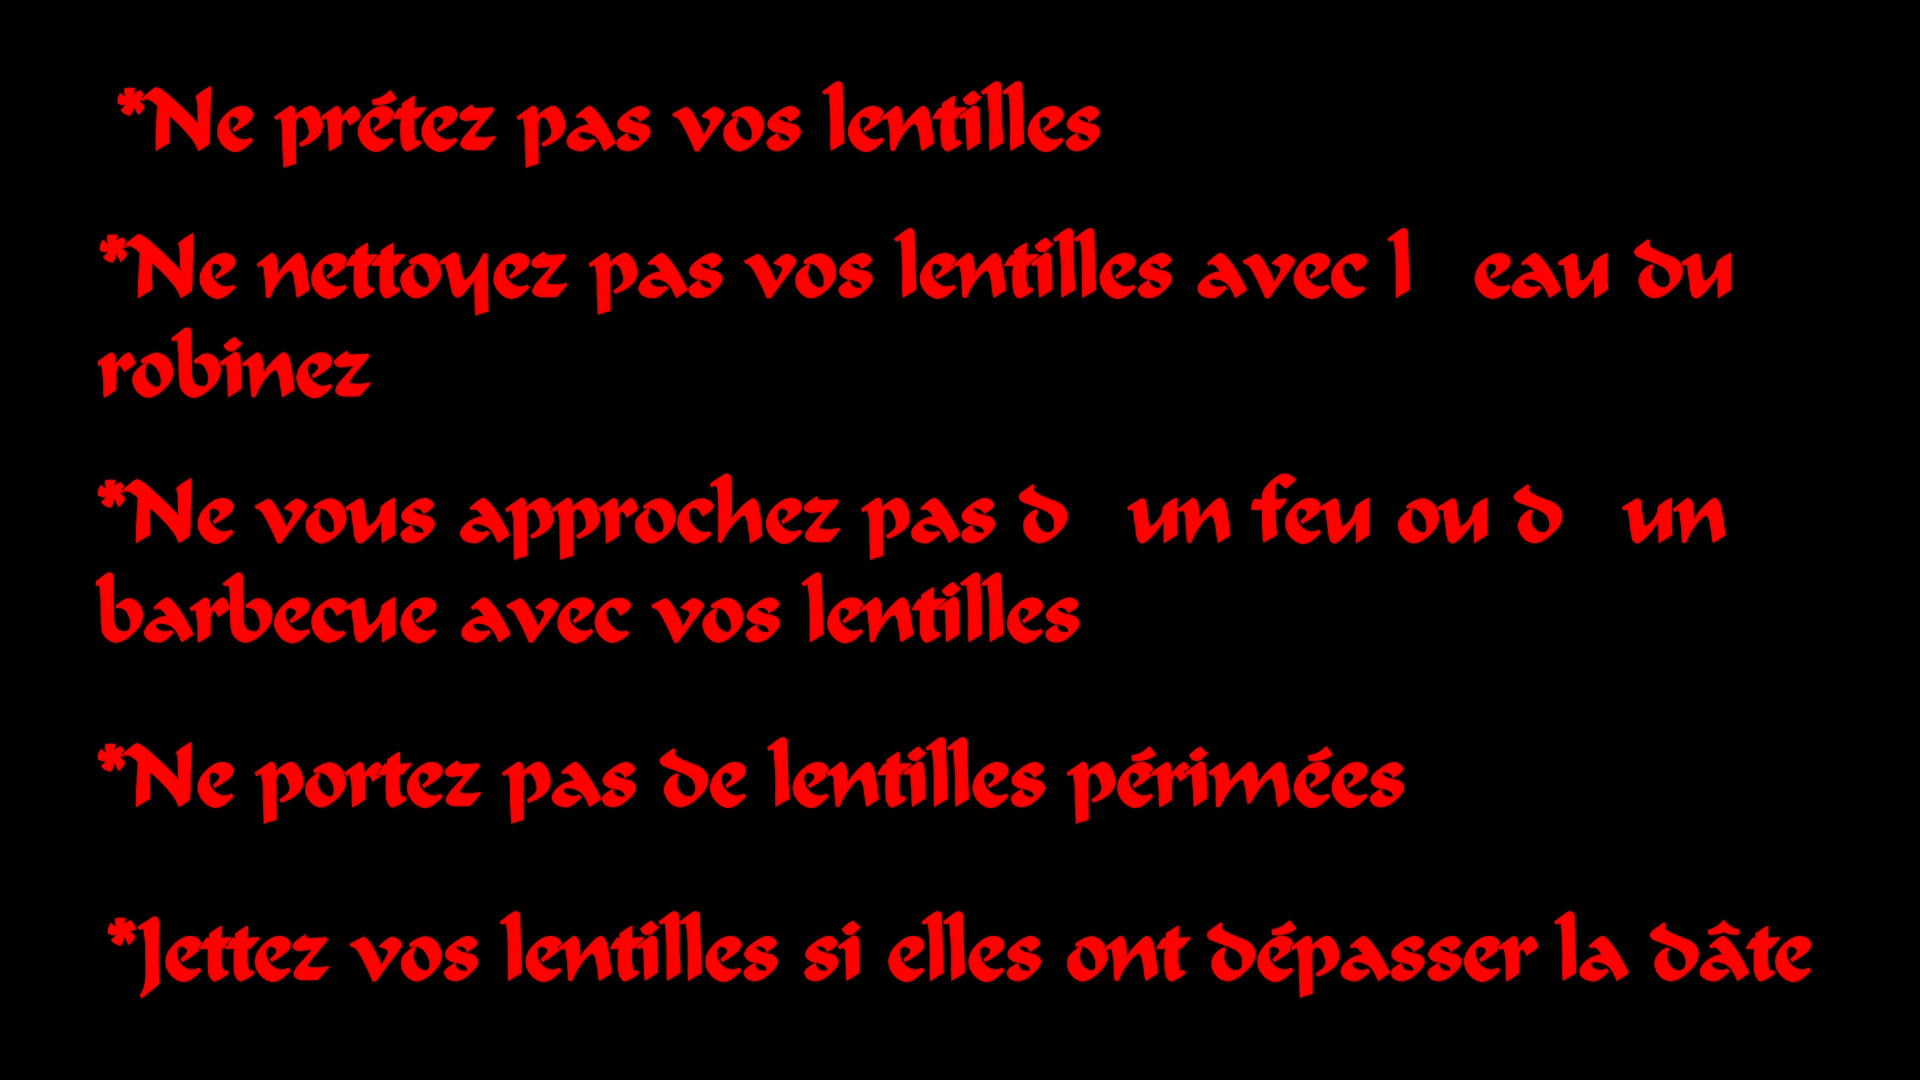 *Ne prétez pas vos lentilles
*Ne nettoyez pas vos lentilles avec l  eau du
robinez
*Ne vous approchez pas d  un feu ou d  un
barbecue avec vos lentilles
*Ne portez pas de lentilles périmées
*Jettez vos lentilles si elles ont dépasser la dâte